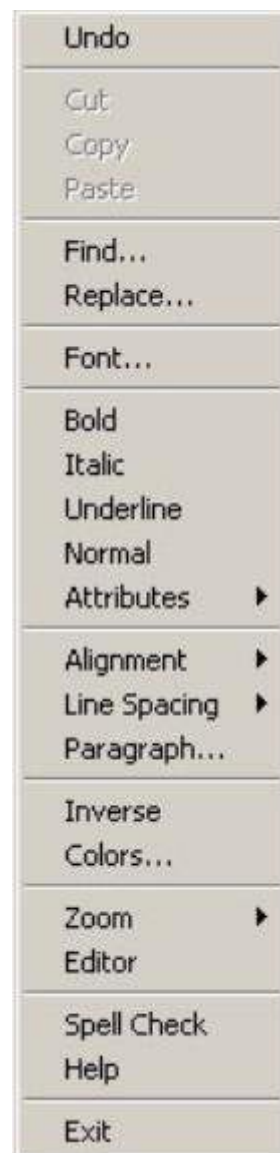 Undo
Cut
Copy
Paste
Find...
Replace...
Font...
Bold
Italic
Underline
Normal
Attributes
Alignment
Line Spacing
Paragraph...
Inverse
Colors...
Zoom
Editor
Spell Check
Help
Exit